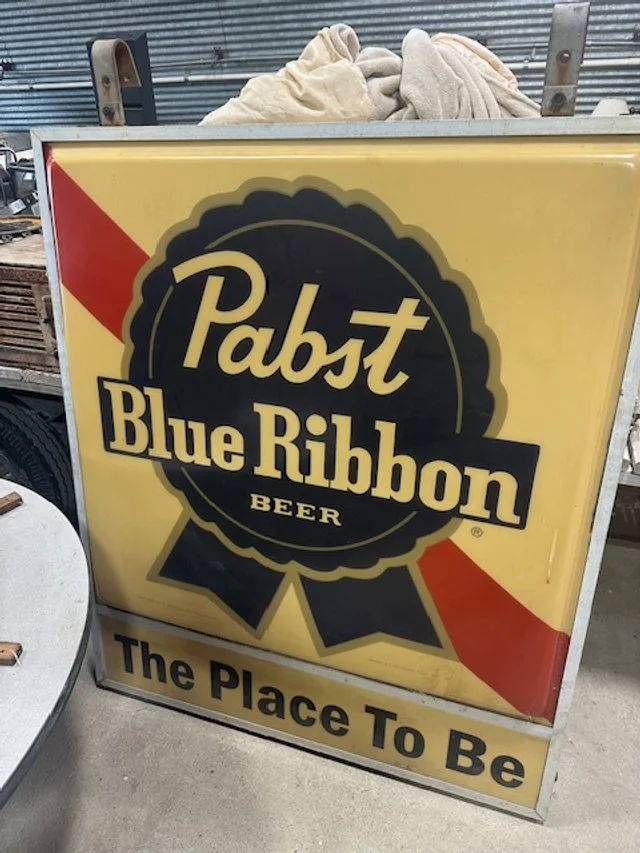 Pabst
Blue Ribbon
BEER
®
The Place To Be